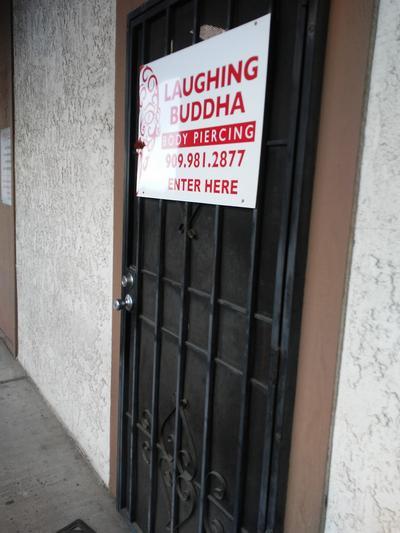 LAUGHING
BUDDHA
BODY PIERCING
909.981.2877
ENTER HERE